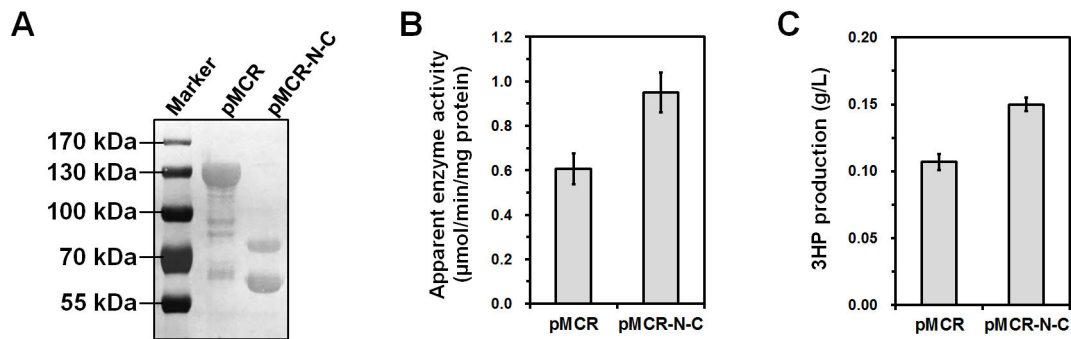 A
Marker
pMCR
pMCR-N-C
170 kDa
130 kDa
100 kDa
70 kDa
55 kDa
B
Apparent enzyme activity
(μmol/min/mg protein)
1.2
1.0
0.8
0.6
0.4
0.2
0.0
pMCR
pMCR-N-C
C
3HP production (g/L)
0.20
0.15
0.10
0.05
0.00
pMCR
pMCR-N-C